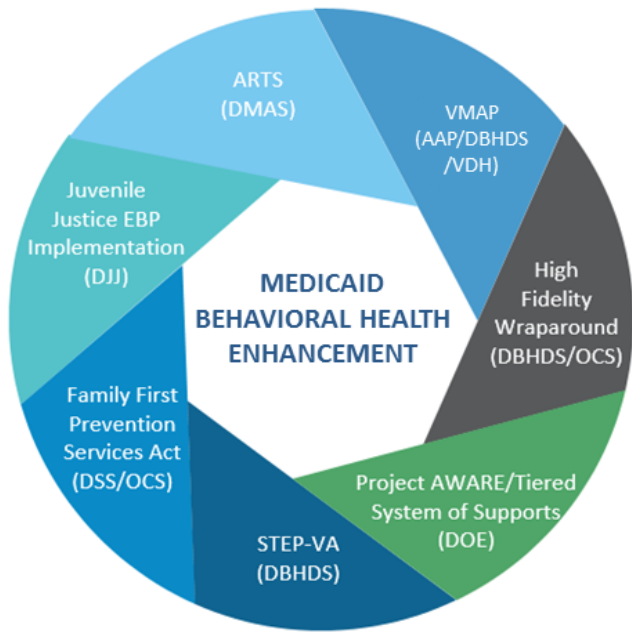 ARTS
(DMAS)
VMAP
(AAP/DBHDS
/VDH)
High
Fidelity
Wraparound
(DBHDS/OCS)
Project AWARE/Tiered
System of Supports
(DOE)
STEP-VA
(DBHDS)
Family First
Prevention
Services Act
(DSS/OCS)
Juvenile
Justice EBP
Implementation
(DJJ)
MEDICAID
BEHAVIORAL HEALTH
ENHANCEMENT